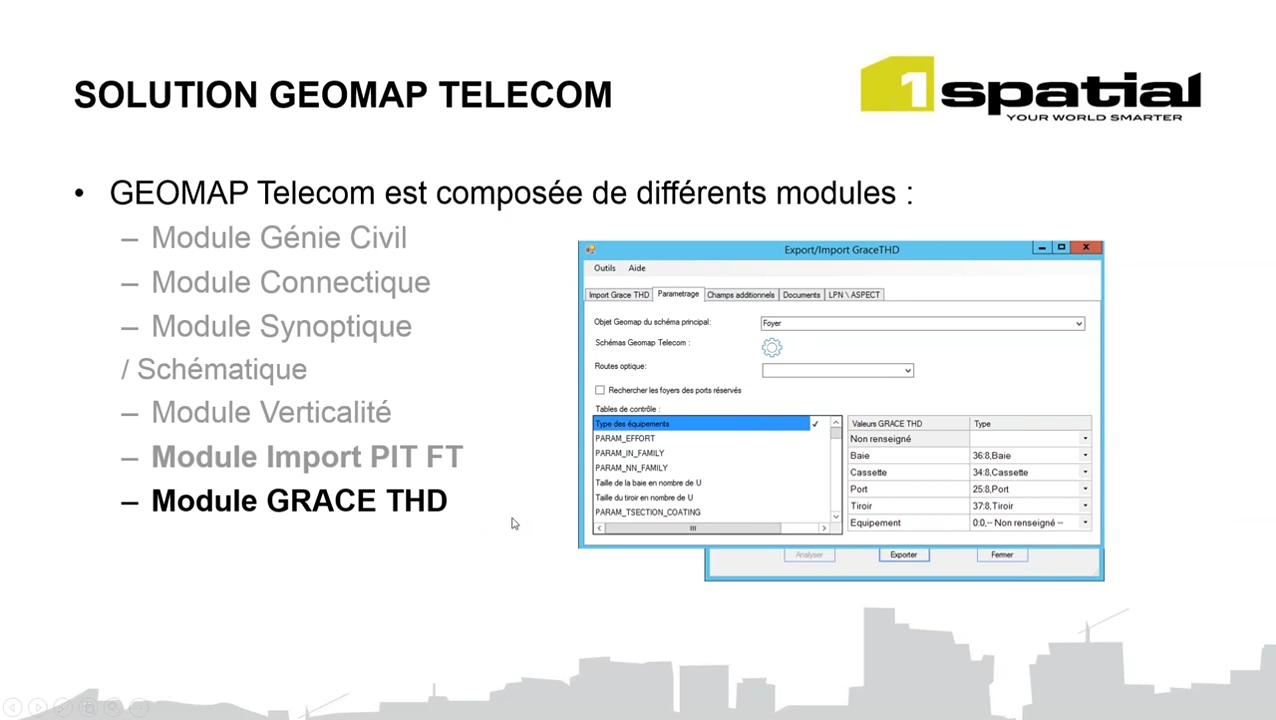 SOLUTION GEOMAP TELECOM
1spatial
YOUR WORLD SMARTER
• GEOMAP Telecom est composée de différents modules :
– Module Génie Civil
– Module Connectique
– Module Synoptique
/ Schématique
– Module Verticalité
– Module Import PIT FT
– Module GRACE THD
Export/Import GraceTHD
Outils Aide
Import Grace THD Parametrage Champs additionnels Documents LPN \ ASPECT
Objet Geomap du schéma principal: Foyer
Schémas Geomap Telecom :
Routes optique:
Rechercher les foyers des ports réservés
Tables de contrôle :
Type des équipements
PARAM_EFFORT
PARAM_IN_FAMILY
PARAM_NN_FAMILY
Taille de la baie en nombre de U
Taille du tiroir en nombre de U
PARAM_TSECTION_COATING
Valeurs GRACE THD Type
Non renseigné
Baie 36:8,Baie
Cassette 34:8,Cassette
Port 25:8,Port
Tiroir 37:8,Tiroir
Equipement 0:0,-- Non renseigné --
Analyser Exporter Fermer